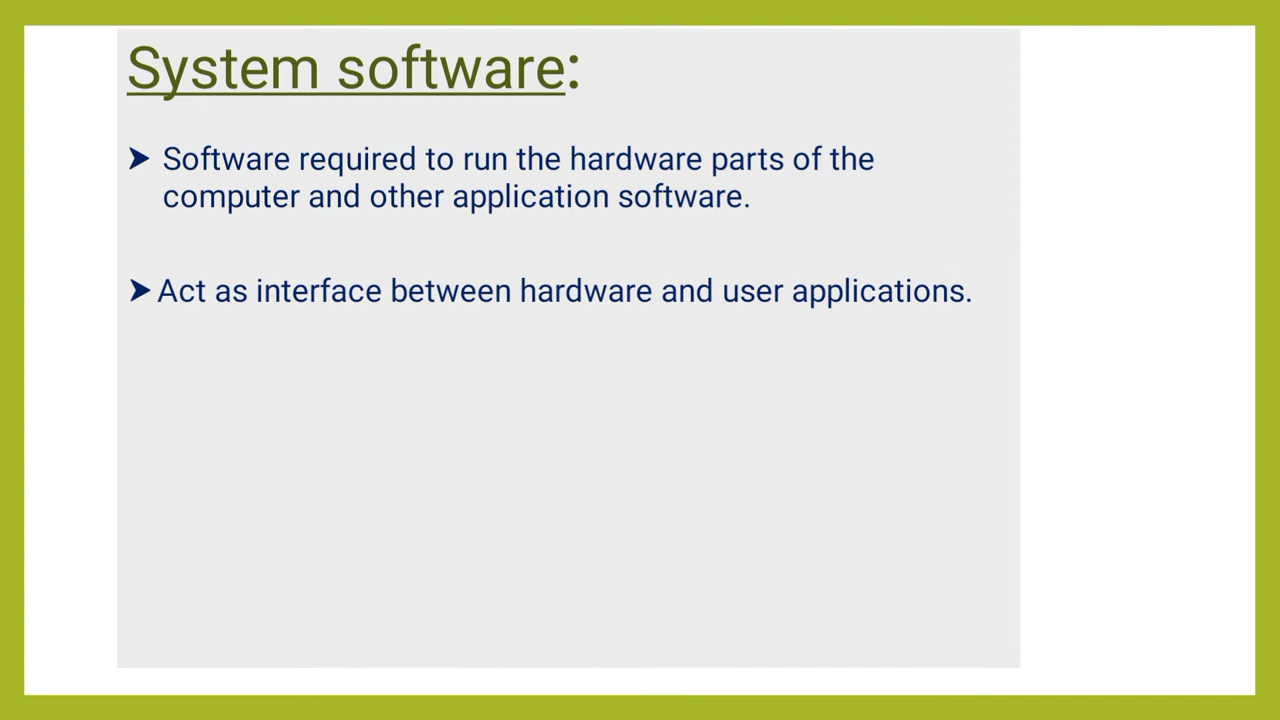 System software:
➤ Software required to run the hardware parts of the
computer and other application software.
➤ Act as interface between hardware and user applications.